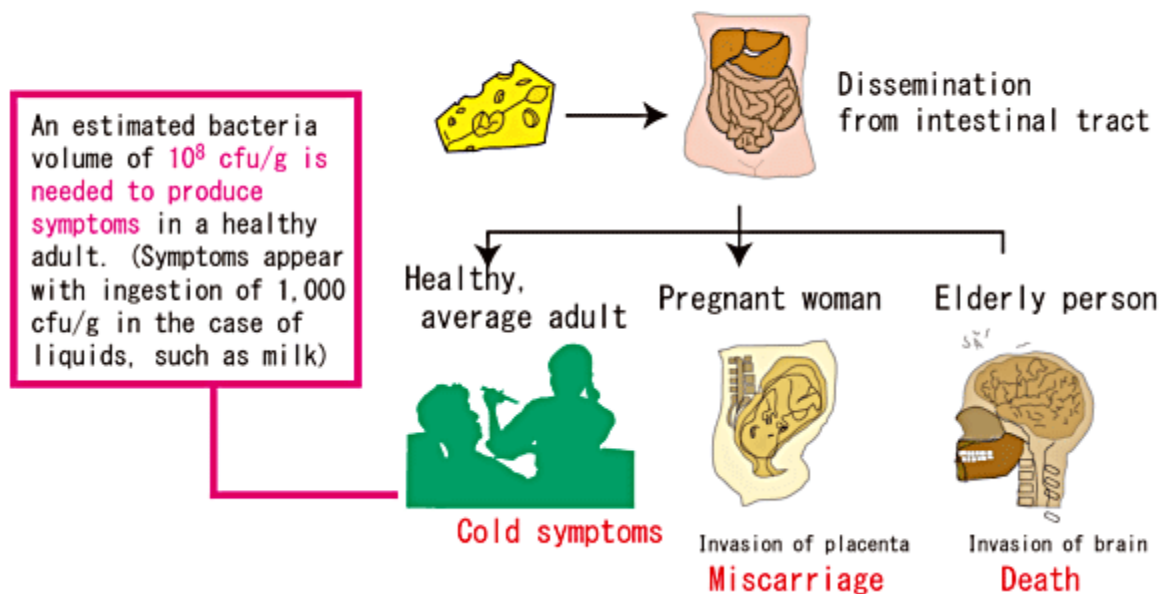 An estimated bacteria
volume of 10⁸ cfu/g is
needed to produce
symptoms in a healthy
adult. (Symptoms appear
with ingestion of 1,000
cfu/g in the case of
liquids, such as milk)
Dissemination
from intestinal tract
Healthy,
average adult
Cold symptoms
Pregnant woman
Invasion of placenta
Miscarriage
Elderly person
Invasion of brain
Death